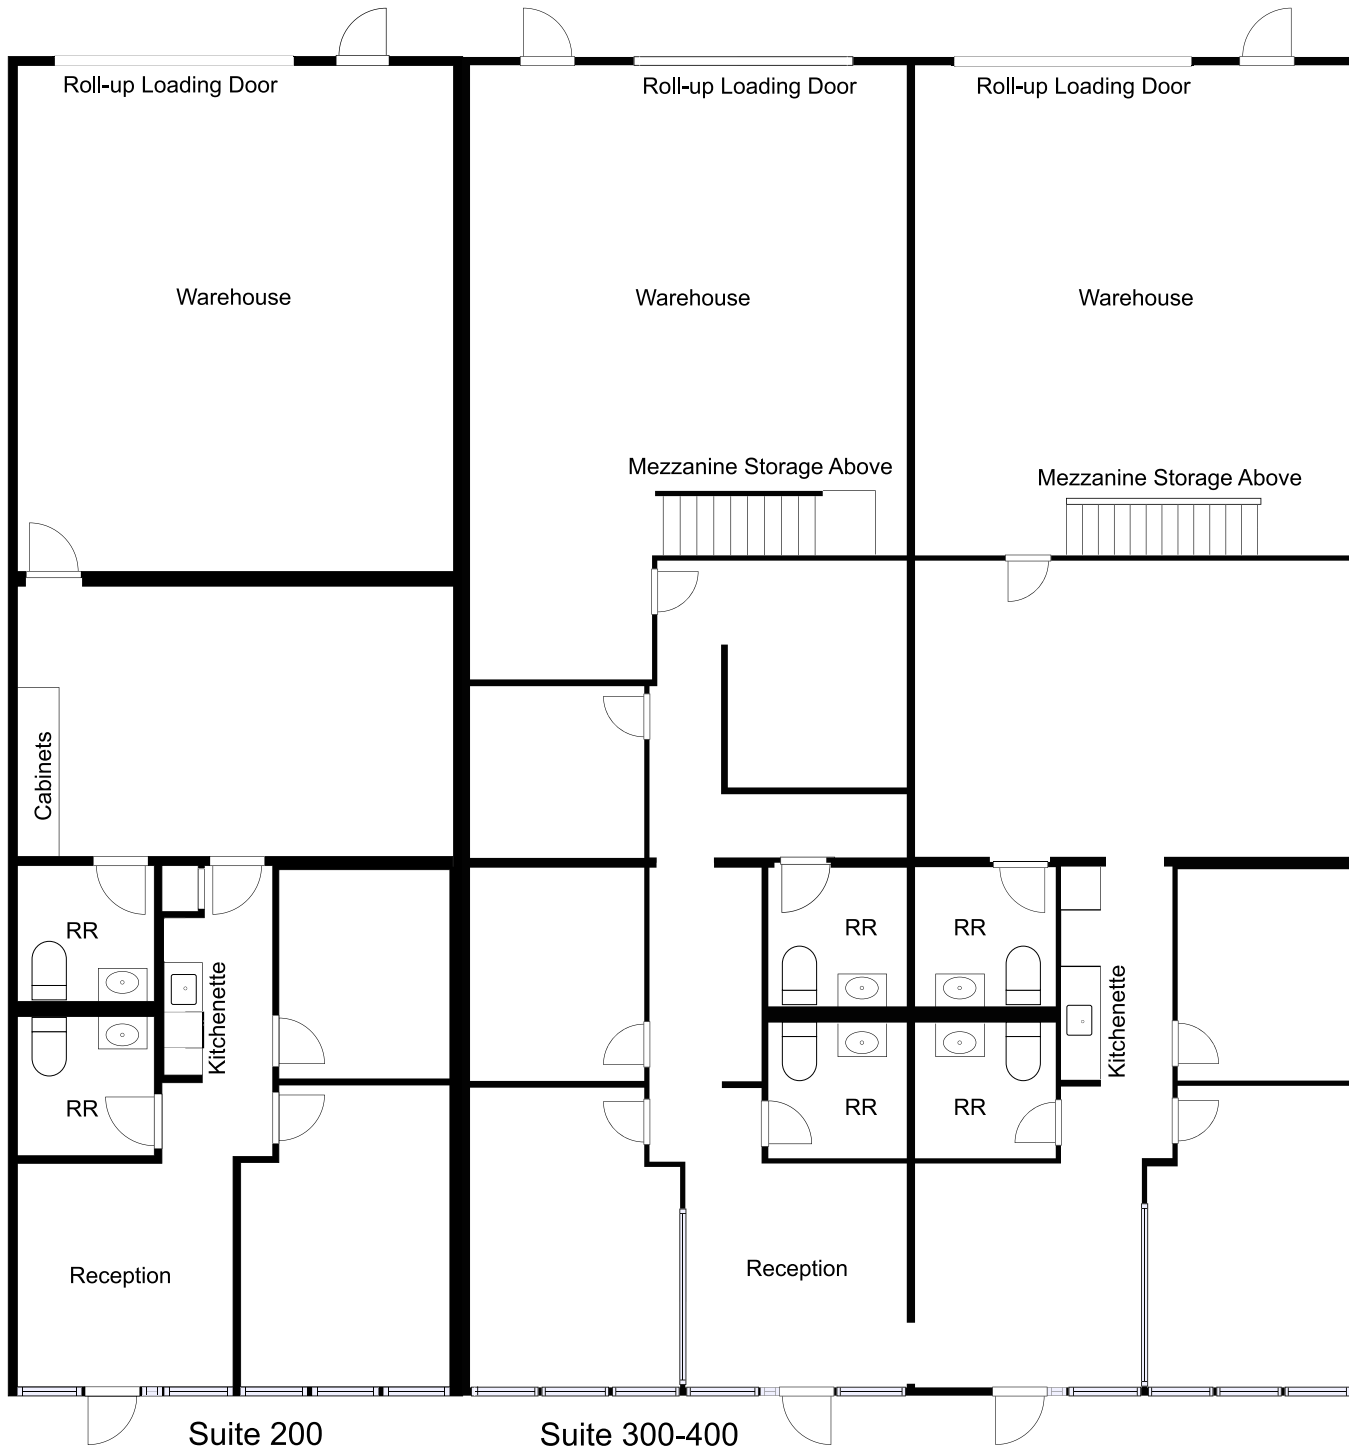 Roll-up Loading Door
Roll-up Loading Door
Roll-up Loading Door
Warehouse
Warehouse
Warehouse
Mezzanine Storage Above
Mezzanine Storage Above
Cabinets
RR
RR
RR
Kitchenette
Kitchenette
RR
RR
RR
Reception
Reception
Suite 200
Suite 300-400